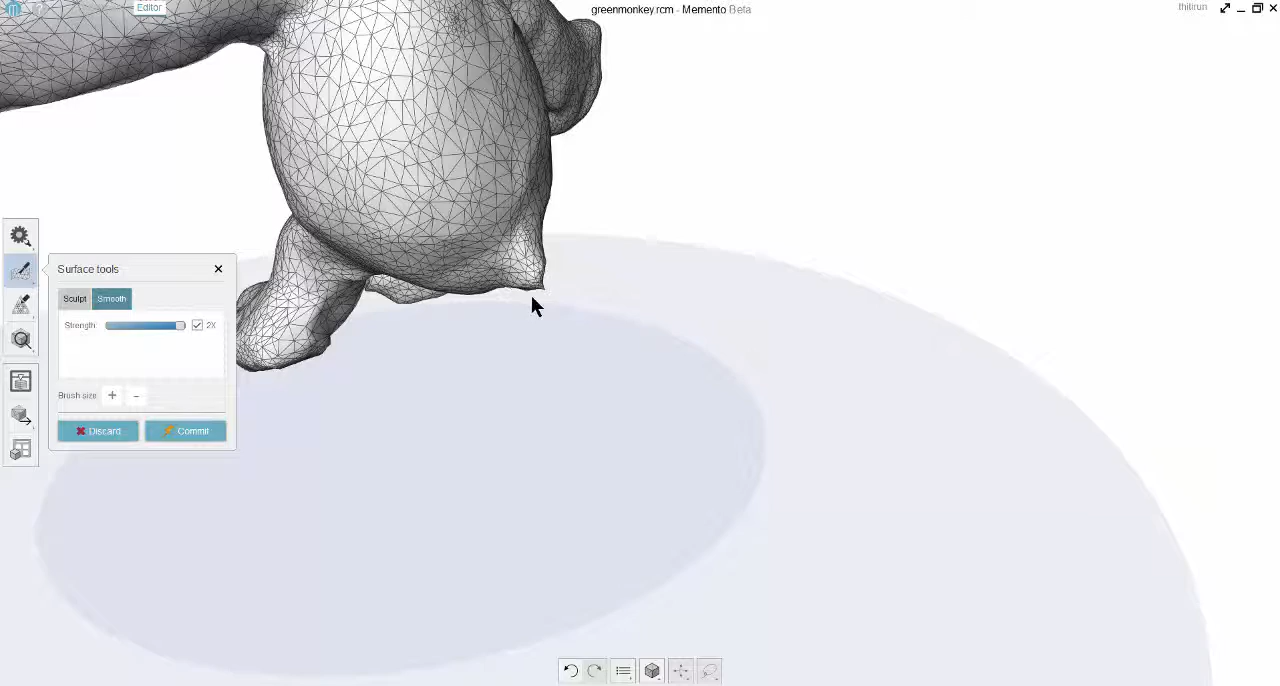 Editor
greenmonkey.rcm - Memento Beta
thitirun
Surface tools
Sculpt
Smooth
Strength
2X
Brush size
+
-
Discard
Commit